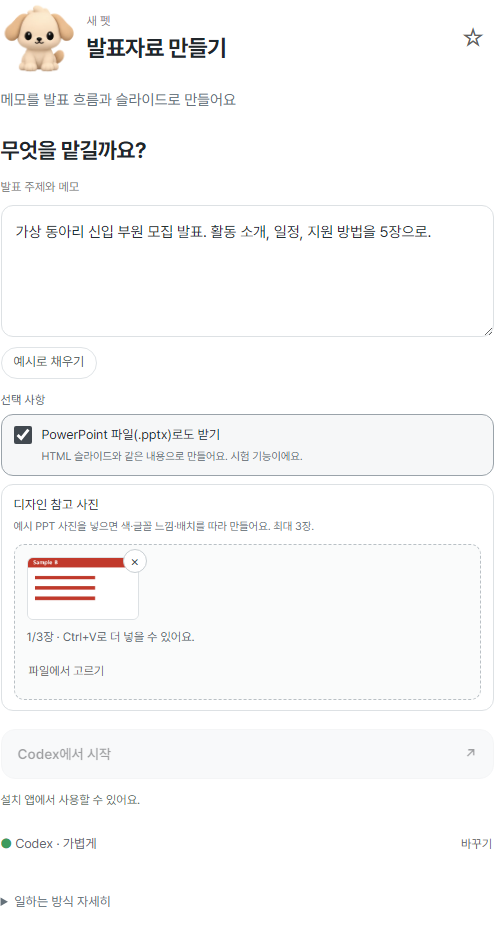 새 펫
발표자료 만들기
메모를 발표 흐름과 슬라이드로 만들어요
무엇을 맡길까요?
발표 주제와 메모
가상 동아리 신입 부원 모집 발표. 활동 소개, 일정, 지원 방법을 5장으로.
예시로 채우기
선택 사항
PowerPoint 파일(.pptx)로도 받기
HTML 슬라이드와 같은 내용으로 만들어요. 시험 기능이에요.
디자인 참고 사진
예시 PPT 사진을 넣으면 색·글꼴 느낌·배치를 따라 만들어요. 최대 3장.
Sample B
1/3장 · Ctrl+V로 더 넣을 수 있어요.
파일에서 고르기
Codex에서 시작
설치 앱에서 사용할 수 있어요.
Codex · 가볍게
바꾸기
일하는 방식 자세히